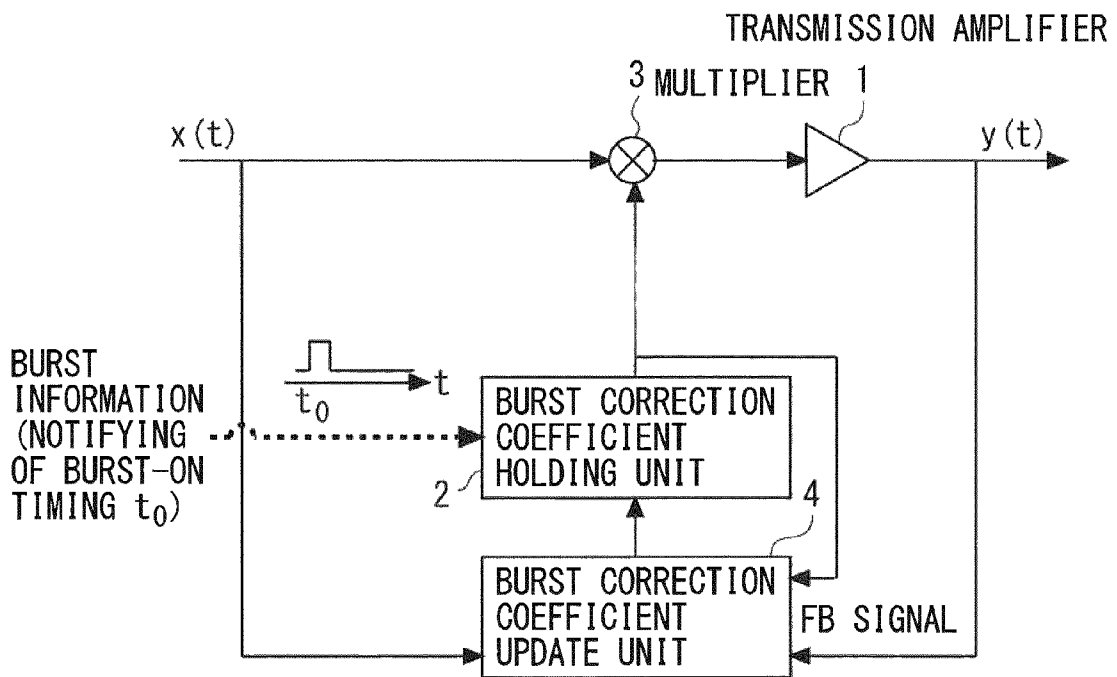 TRANSMISSION AMPLIFIER
3 MULTIPLIER 1
x(t)
y(t)
t
t0
BURST
INFORMATION
(NOTIFYING
OF BURST-ON
TIMING t0)
BURST CORRECTION
COEFFICIENT
HOLDING UNIT
2
4
BURST CORRECTION
COEFFICIENT
UPDATE UNIT
FB SIGNAL